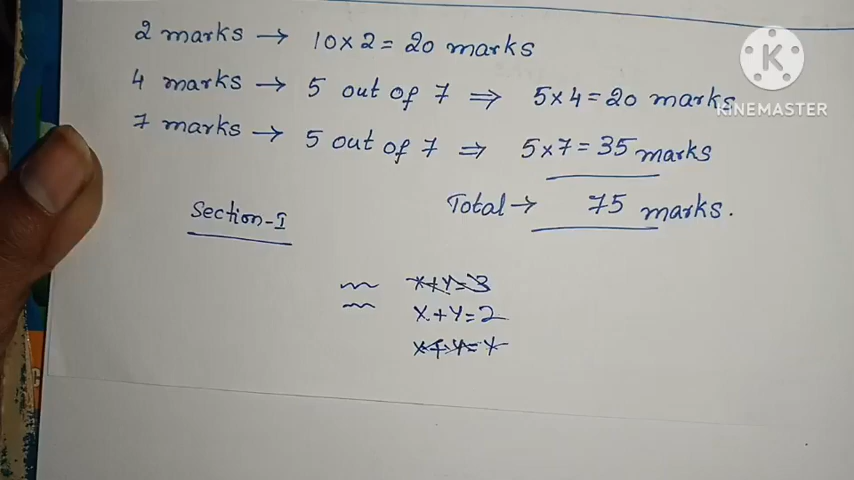 2 marks → 10 x 2 = 20 marks
4 marks → 5 out of 7 ⇒ 5 x 4 = 20 marks
7 marks → 5 out of 7 ⇒ 5 x 7 = 35 marks
Total → 75 marks.
Section - I
x+y=3
x+y=2
x+y=y
KINEMASTER